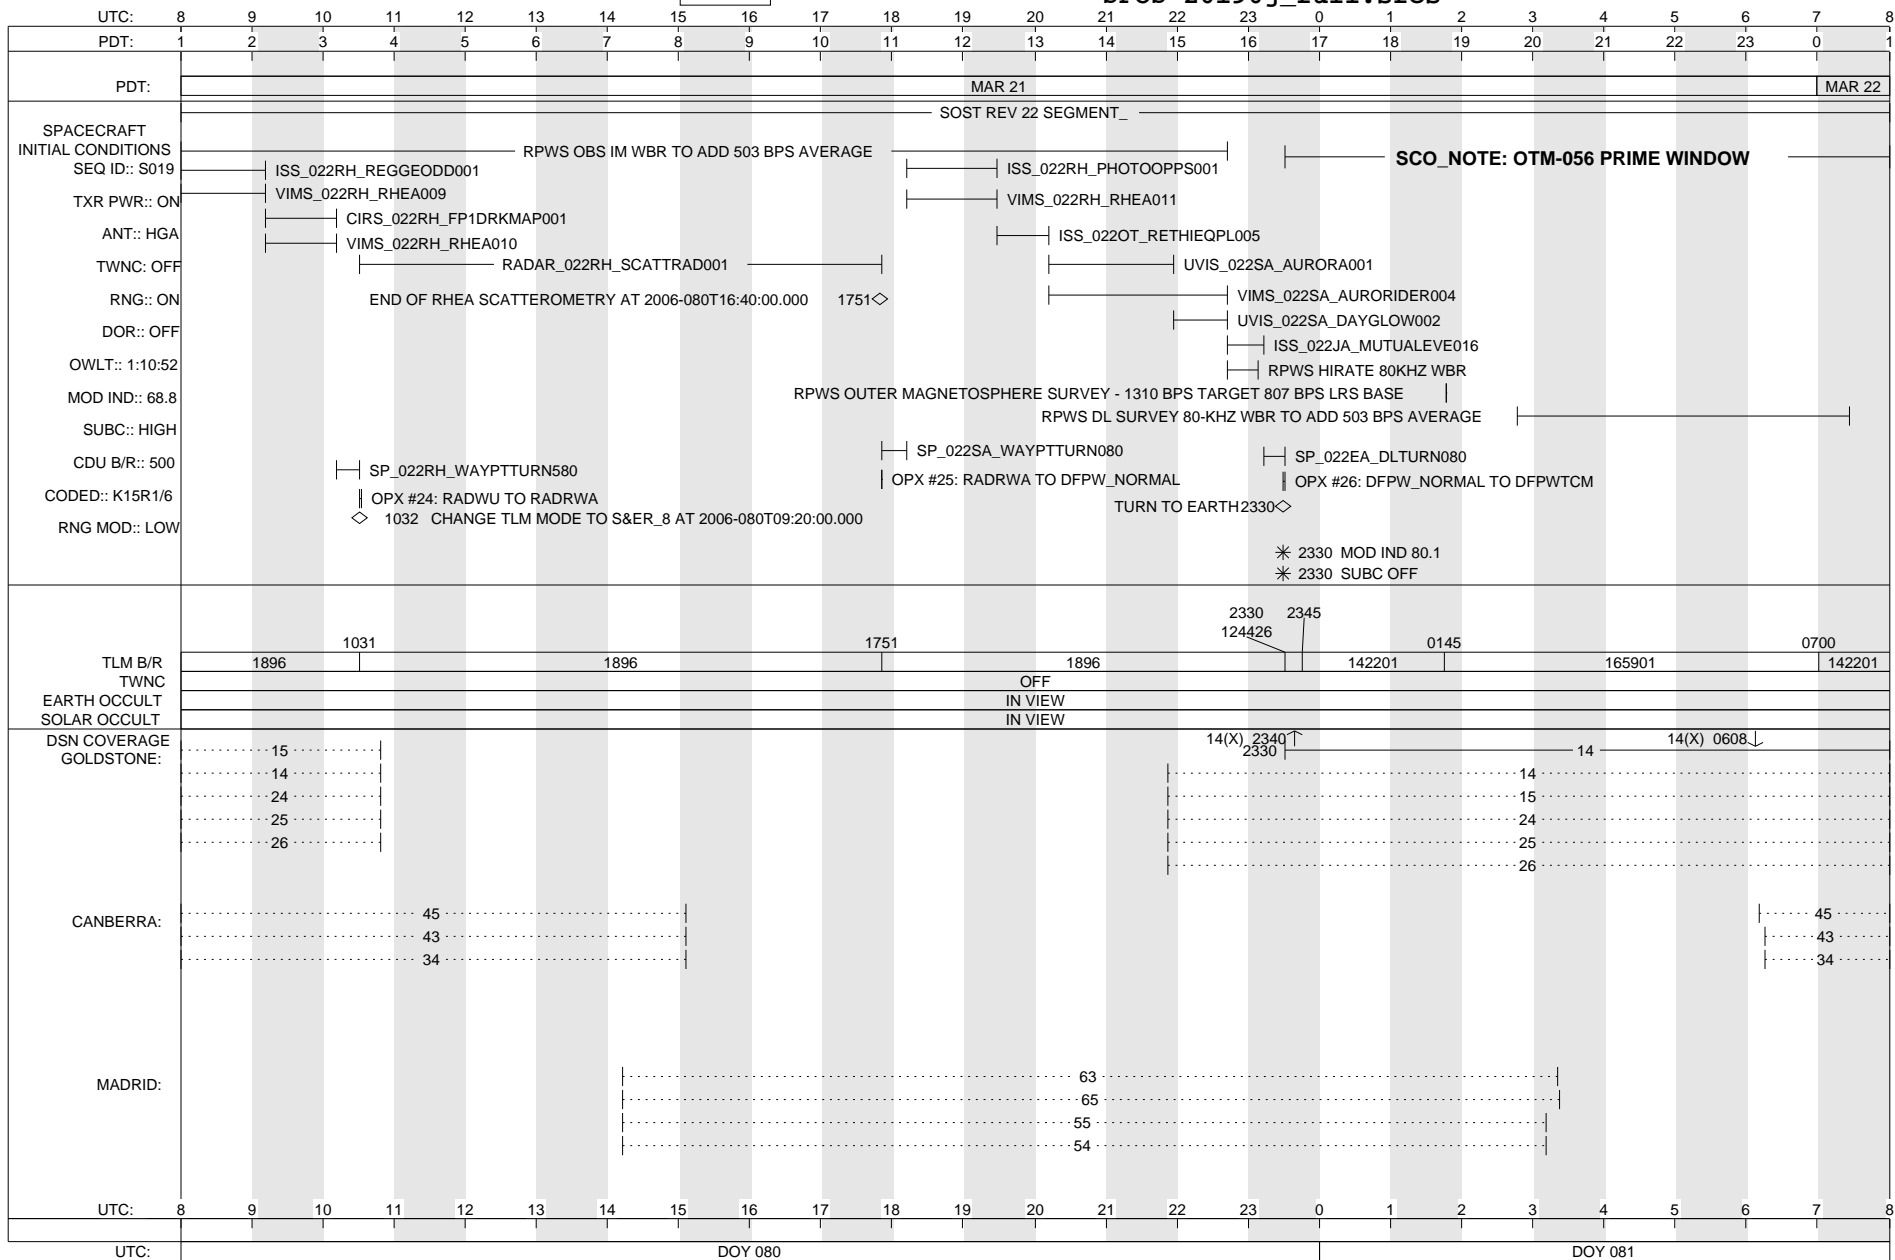 UTC: 8 9 10 11 12 13 14 15 16 17 18 19 20 21 22 23 0 1 2 3 4 5 6 7 8
PDT: 1 2 3 4 5 6 7 8 9 10 11 12 13 14 15 16 17 18 19 20 21 22 23 0 1
PDT: MAR 21 MAR 22
SOST REV 22 SEGMENT_
SPACECRAFT
INITIAL CONDITIONS
RPWS OBS IM WBR TO ADD 503 BPS AVERAGE
SCO_NOTE: OTM-056 PRIME WINDOW
SEQ ID:: S019
ISS_022RH_REGGEODD001
ISS_022RH_PHOTOOPPS001
VIMS_022RH_RHEA009
VIMS_022RH_RHEA011
TXR PWR:: ON
CIRS_022RH_FP1DRKMAP001
ANT:: HGA
VIMS_022RH_RHEA010
ISS_022OT_RETHIEQPL005
TWNC: OFF
RADAR_022RH_SCATTRAD001
UVIS_022SA_AURORA001
RNG:: ON
END OF RHEA SCATTEROMETRY AT 2006-080T16:40:00.000 1751
VIMS_022SA_AURORIDER004
DOR:: OFF
UVIS_022SA_DAYGLOW002
ISS_022JA_MUTUALEVE016
OWLT:: 1:10:52
RPWS HIRATE 80KHZ WBR
MOD IND:: 68.8
RPWS OUTER MAGNETOSPHERE SURVEY - 1310 BPS TARGET 807 BPS LRS BASE
RPWS DL SURVEY 80-KHZ WBR TO ADD 503 BPS AVERAGE
SUBC:: HIGH
SP_022SA_WAYPTTURN080
SP_022EA_DLTURN080
CDU B/R:: 500
SP_022RH_WAYPTTURN580
OPX #25: RADRWA TO DFPW_NORMAL
OPX #26: DFPW_NORMAL TO DFPWTCM
CODED:: K15R1/6
OPX #24: RADWU TO RADRWA
TURN TO EARTH2330
1032 CHANGE TLM MODE TO S&ER_8 AT 2006-080T09:20:00.000
RNG MOD:: LOW
2330 MOD IND 80.1
2330 SUBC OFF
2330 2345
124426
1031 1751 0145 0700
TLM B/R 1896 1896 1896 142201 165901 142201
TWNC OFF
EARTH OCCULT IN VIEW
SOLAR OCCULT IN VIEW
DSN COVERAGE
14(X) 2340 14(X) 0608
GOLDSTONE: 15 2330 14
14 14
24 15
25 24
26 25
26
CANBERRA: 45 45
43 43
34 34
MADRID: 63
65
55
54
UTC: 8 9 10 11 12 13 14 15 16 17 18 19 20 21 22 23 0 1 2 3 4 5 6 7 8
UTC: DOY 080 DOY 081